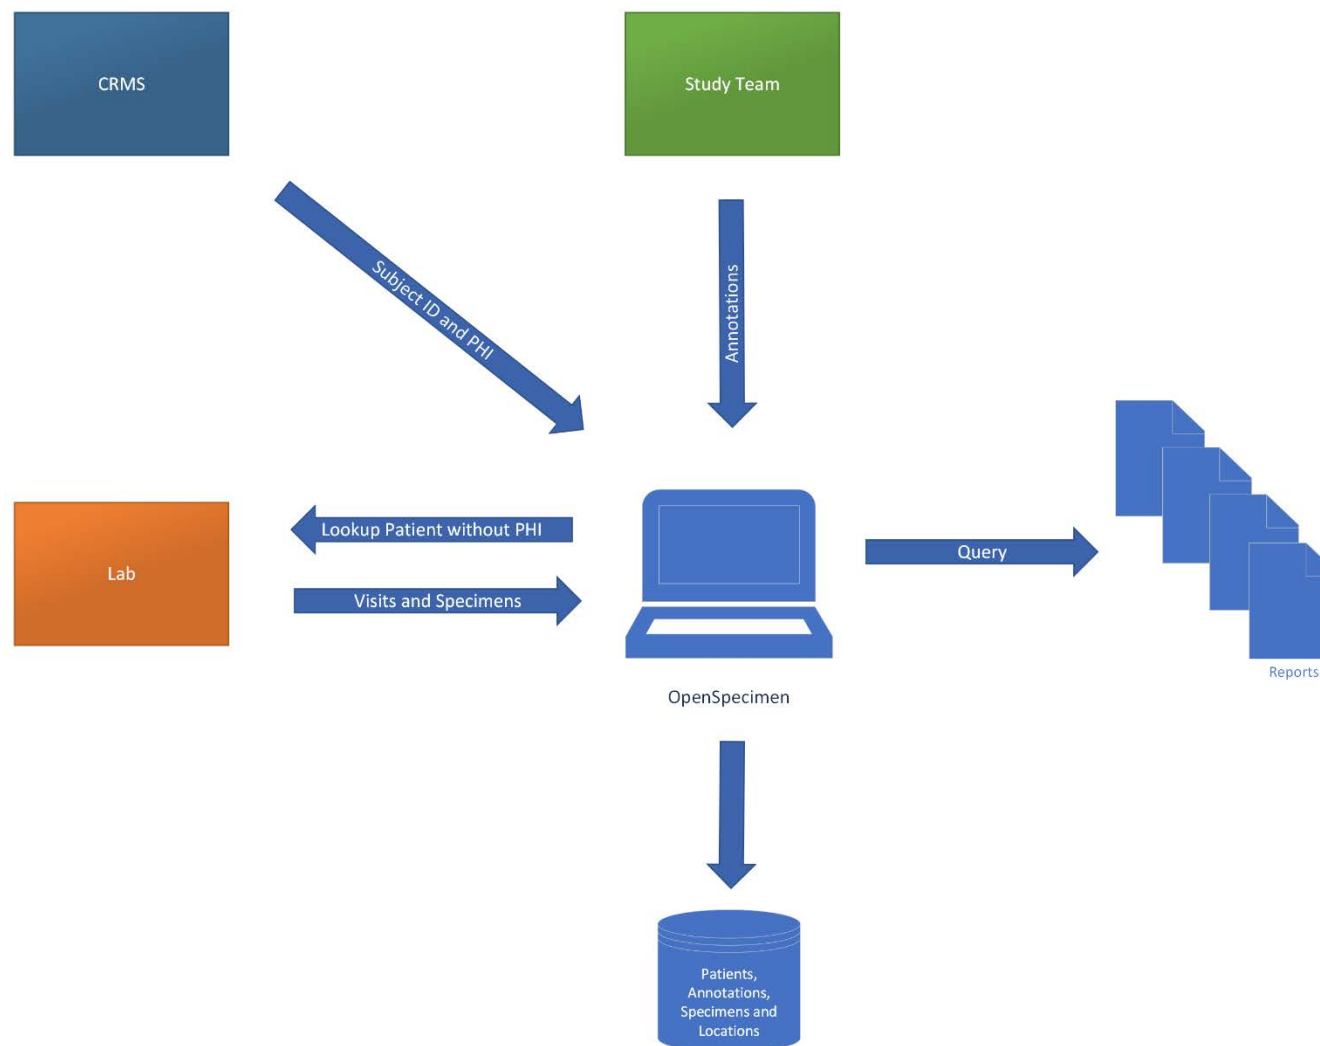 CRMS
Study Team
Subject ID and PHI
Annotations
Lookup Patient without PHI
Lab
Visits and Specimens
Query
Reports
OpenSpecimen
Patients,
Annotations,
Specimens and
Locations